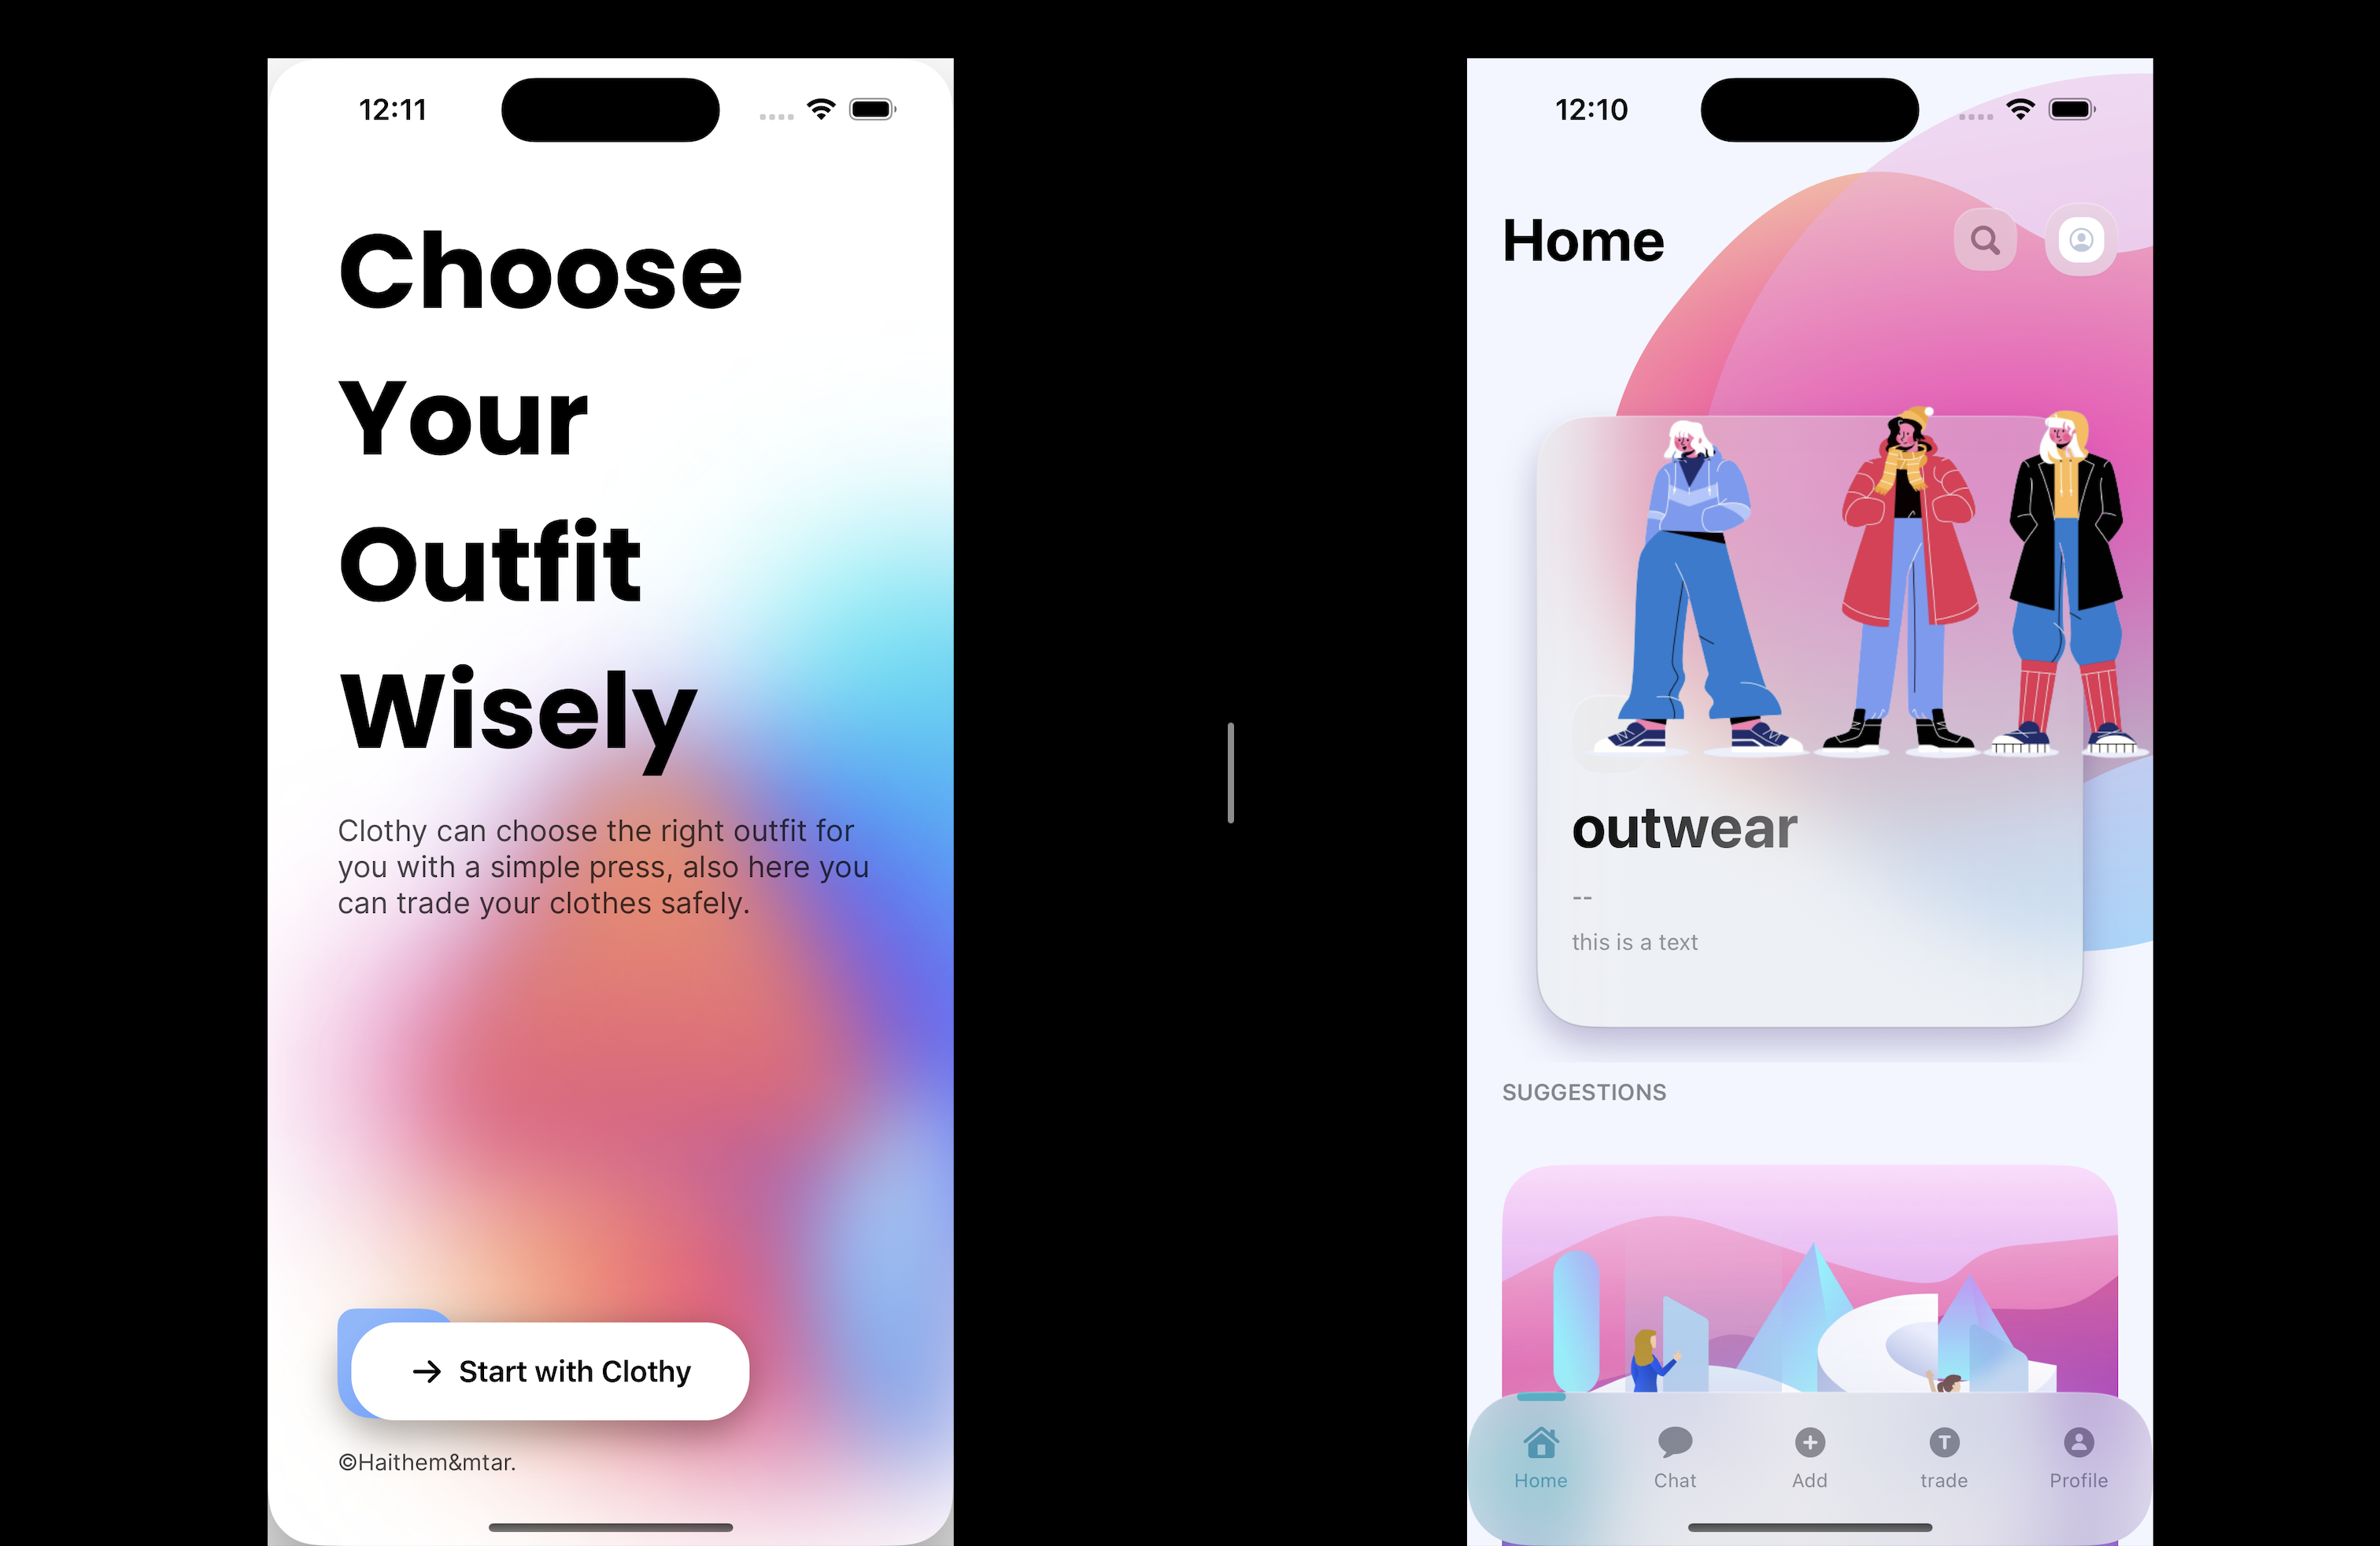 12:11
Choose
Your
Outfit
Wisely
Clothy can choose the right outfit for
you with a simple press, also here you
can trade your clothes safely.
Start with Clothy
©Haithem&mtar.
12:10
Home
outwear
--
this is a text
SUGGESTIONS
Home Chat Add trade Profile